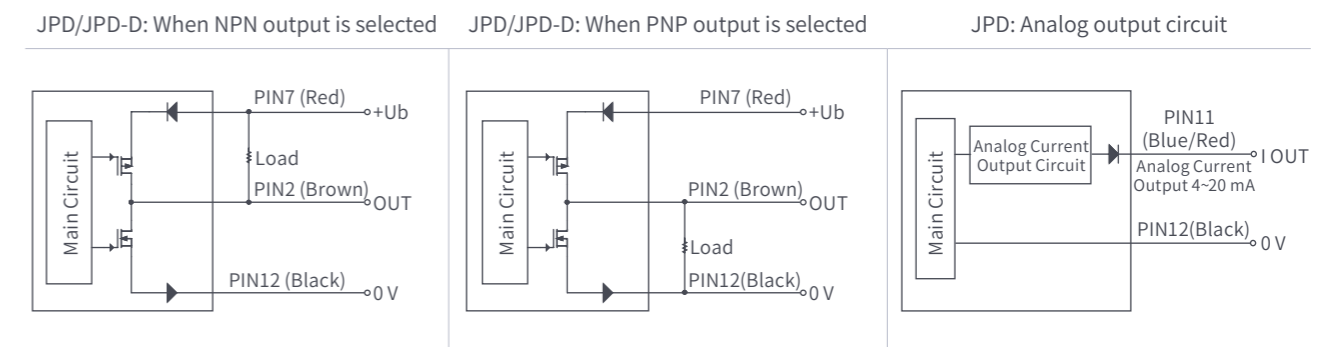 JPD/JPD-D: When NPN output is selected
PIN7 (Red)
+Ub
Main Circuit
Load
PIN2 (Brown)
OUT
PIN12 (Black)
0 V
JPD/JPD-D: When PNP output is selected
PIN7 (Red)
+Ub
Main Circuit
PIN2 (Brown)
OUT
Load
PIN12(Black)
0 V
JPD: Analog output circuit
Main Circuit
Analog Current
Output Circuit
PIN11
(Blue/Red)
I OUT
Analog Current
Output 4~20 mA
PIN12(Black)
0 V